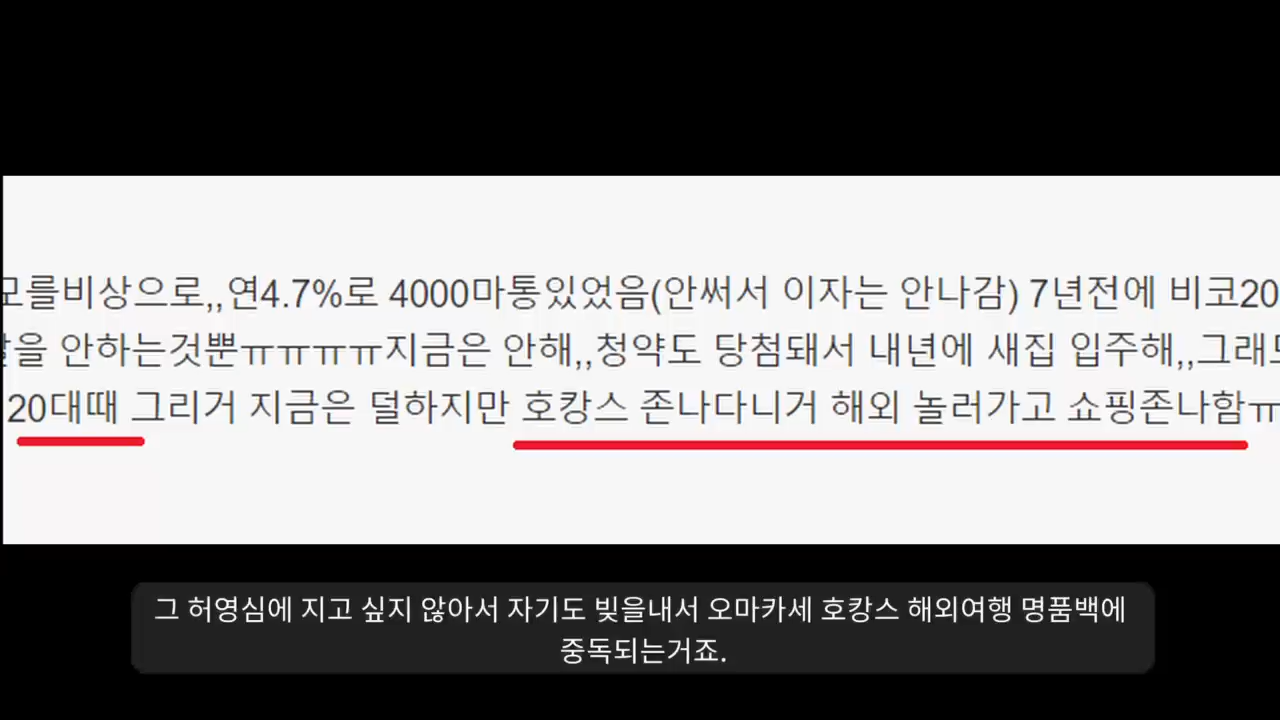 모를비상으로,,연4.7%로 4000마통있었음(안써서 이자는 안나감) 7년전에 비코20
을 안하는것뿐ㅠㅠㅠㅠ지금은 안해,,청약도 당첨돼서 내년에 새집 입주해,,그래도
20대때 그리거 지금은 덜하지만 호캉스 존나다니거 해외 놀러가고 쇼핑존나함ㅠ
그 허영심에 지고 싶지 않아서 자기도 빚을내서 오마카세 호캉스 해외여행 명품백에
중독되는거죠.